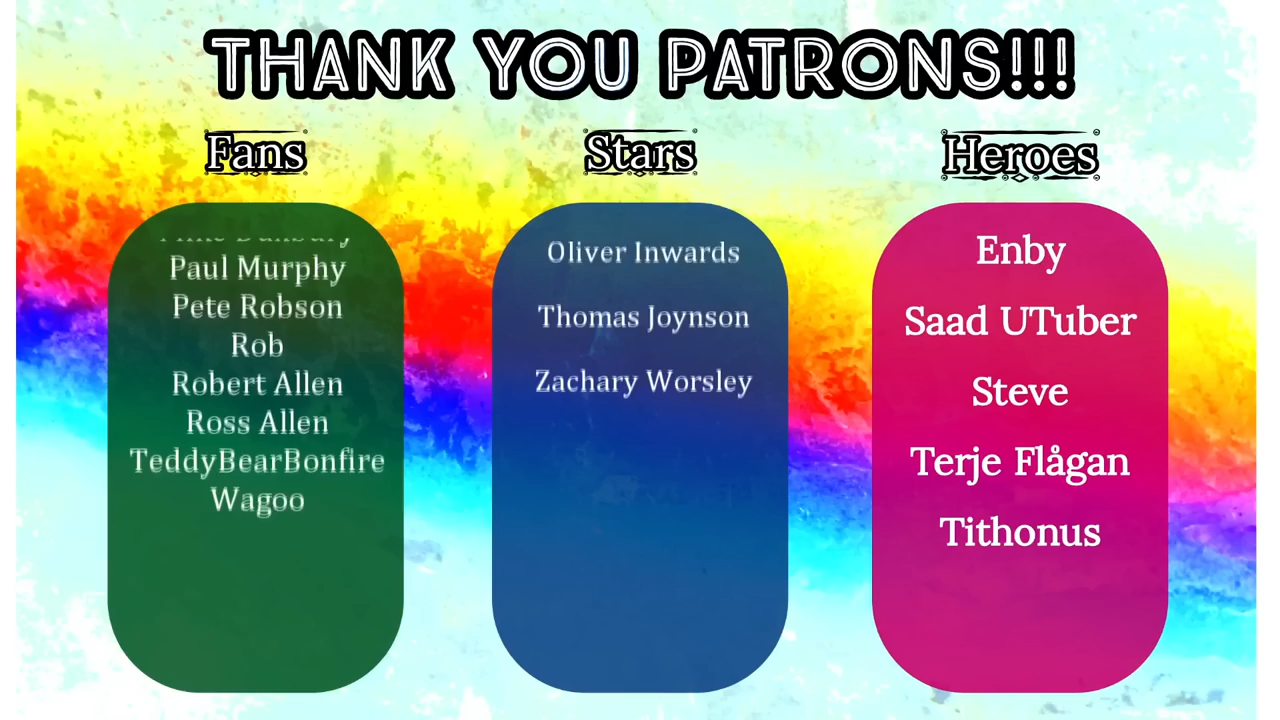 THANK YOU PATRONS!!!
Fans
Paul Murphy
Pete Robson
Rob
Robert Allen
Ross Allen
TeddyBearBonfire
Wagoo
Stars
Oliver Inwards
Thomas Joynson
Zachary Worsley
Heroes
Enby
Saad UTuber
Steve
Terje Flågan
Tithonus